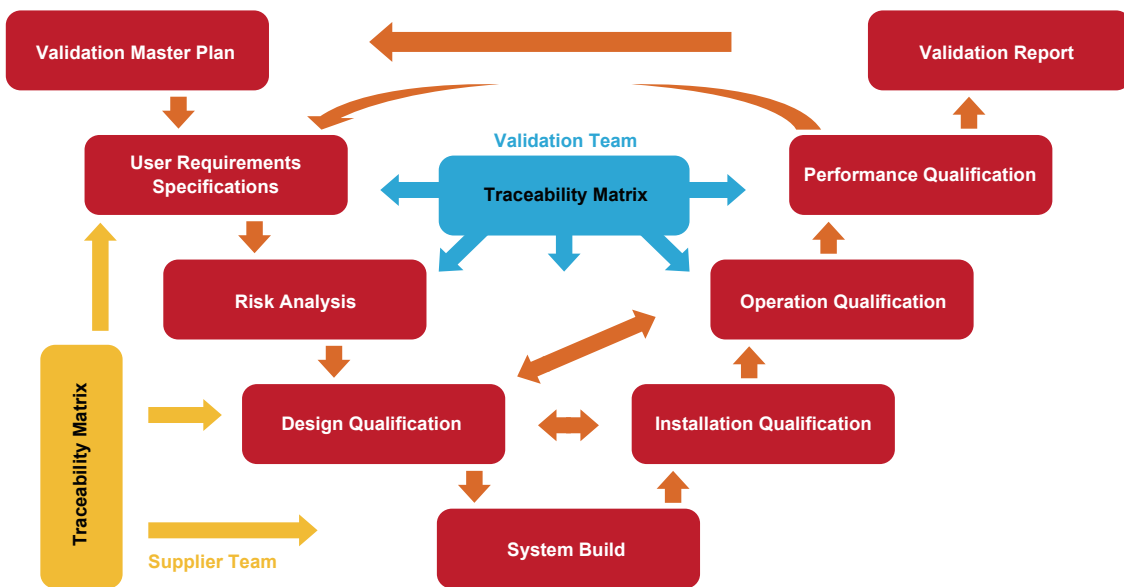 Validation Master Plan
Validation Report
Validation Team
User Requirements
Specifications
Traceability Matrix
Performance Qualification
Risk Analysis
Operation Qualification
Traceability Matrix
Design Qualification
Installation Qualification
System Build
Supplier Team